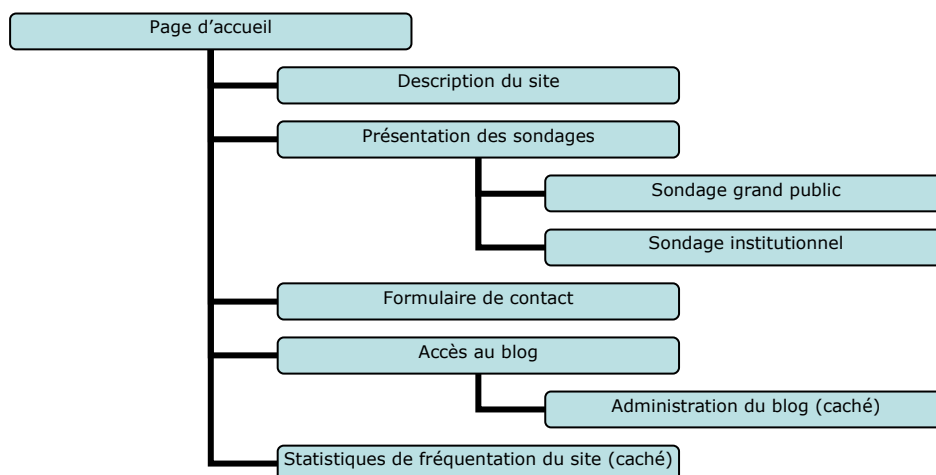 Page d’accueil
Description du site
Présentation des sondages
Sondage grand public
Sondage institutionnel
Formulaire de contact
Accès au blog
Administration du blog (caché)
Statistiques de fréquentation du site (caché)